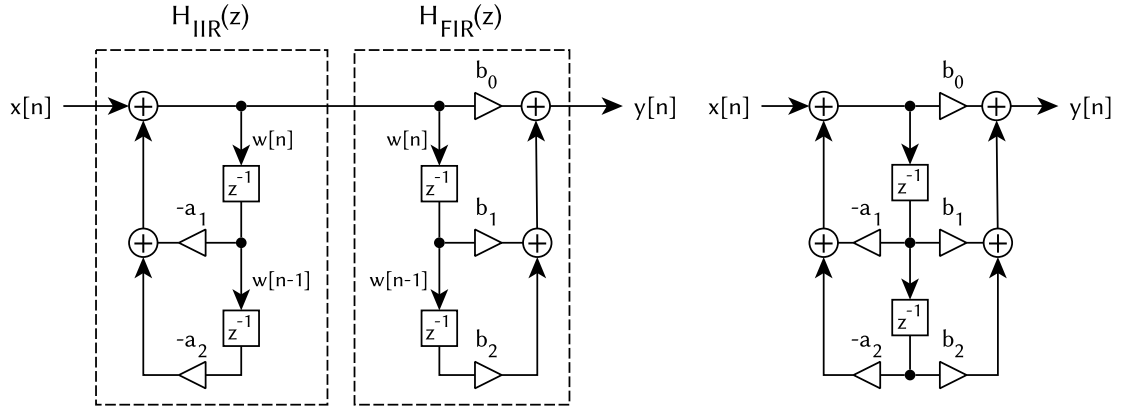 H_IIR(z)
H_FIR(z)
x[n]
w[n]
z^-1
-a_1
w[n-1]
z^-1
-a_2
b_0
y[n]
w[n]
z^-1
b_1
w[n-1]
z^-1
b_2
x[n]
b_0
y[n]
z^-1
-a_1
b_1
z^-1
-a_2
b_2